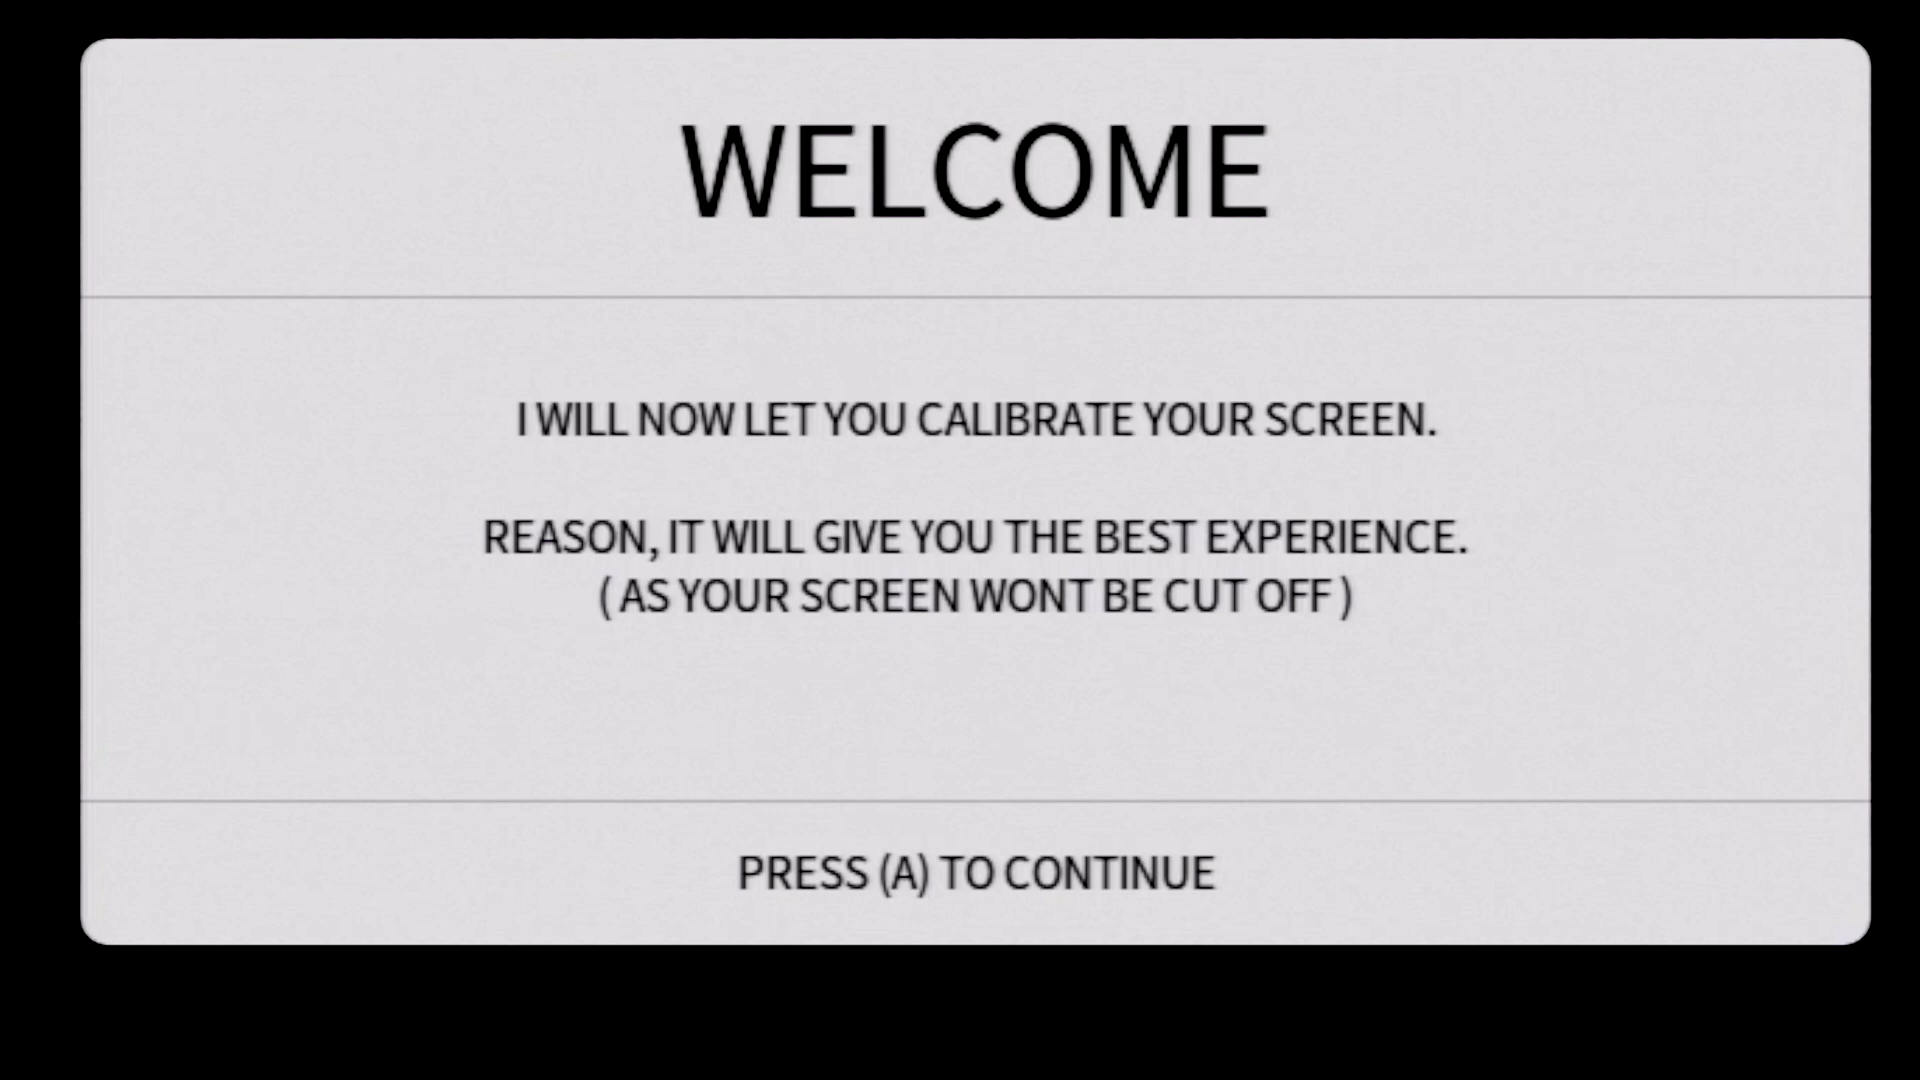 WELCOME
I WILL NOW LET YOU CALIBRATE YOUR SCREEN.
REASON, IT WILL GIVE YOU THE BEST EXPERIENCE.
( AS YOUR SCREEN WONT BE CUT OFF )
PRESS (A) TO CONTINUE